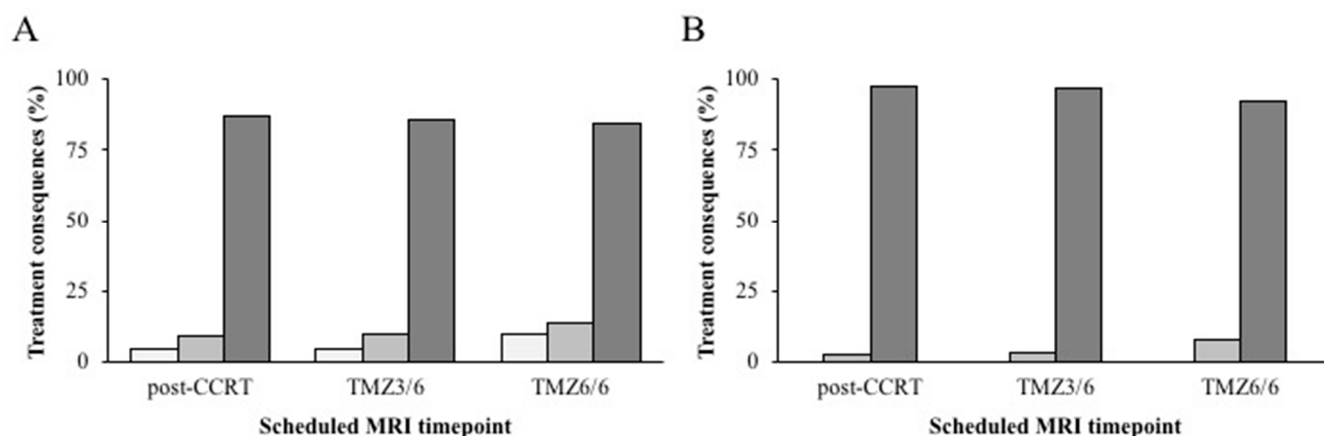 A
Treatment consequences (%)
100
75
50
25
0
post-CCRT TMZ3/6 TMZ6/6
Scheduled MRI timepoint
B
Treatment consequences (%)
100
75
50
25
0
post-CCRT TMZ3/6 TMZ6/6
Scheduled MRI timepoint